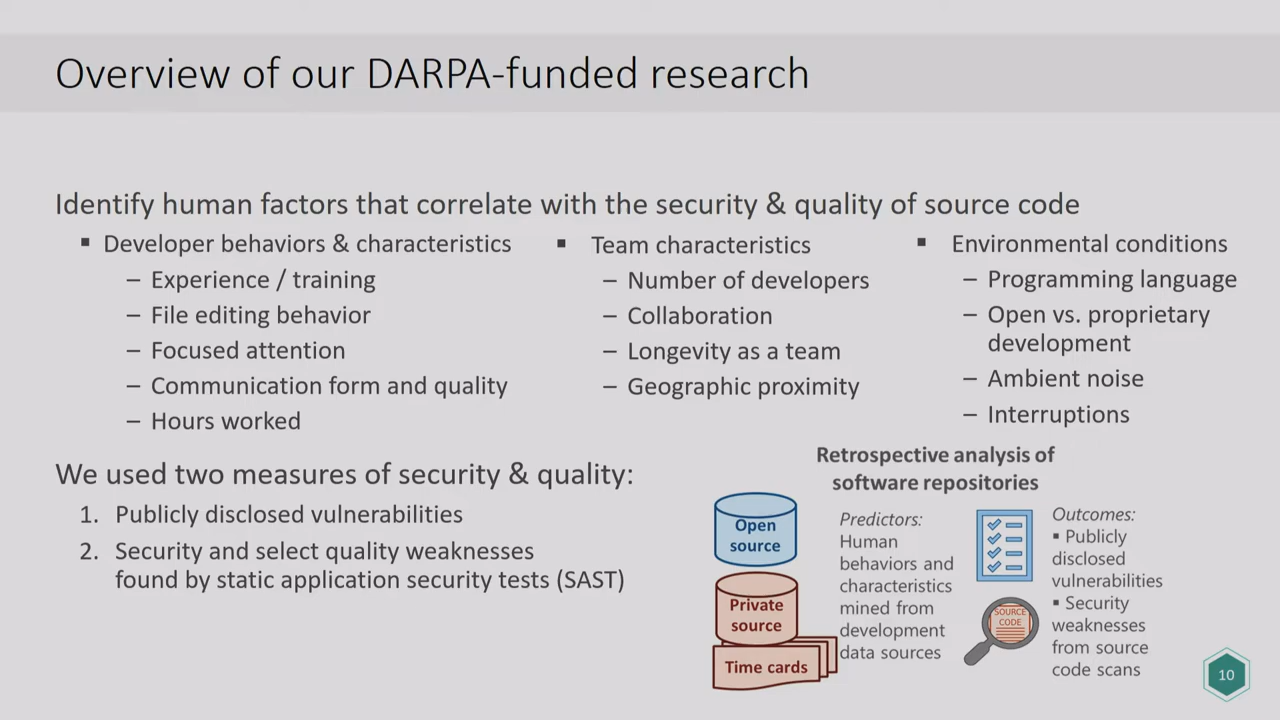 Overview of our DARPA-funded research
Identify human factors that correlate with the security & quality of source code
▪ Developer behaviors & characteristics
– Experience / training
– File editing behavior
– Focused attention
– Communication form and quality
– Hours worked
▪ Team characteristics
– Number of developers
– Collaboration
– Longevity as a team
– Geographic proximity
▪ Environmental conditions
– Programming language
– Open vs. proprietary
development
– Ambient noise
– Interruptions
We used two measures of security & quality:
1. Publicly disclosed vulnerabilities
2. Security and select quality weaknesses
found by static application security tests (SAST)
Retrospective analysis of
software repositories
Open
source
Private
source
Time cards
Predictors:
Human
behaviors and
characteristics
mined from
development
data sources
SOURCE
CODE
Outcomes:
▪ Publicly
disclosed
vulnerabilities
▪ Security
weaknesses
from source
code scans
10